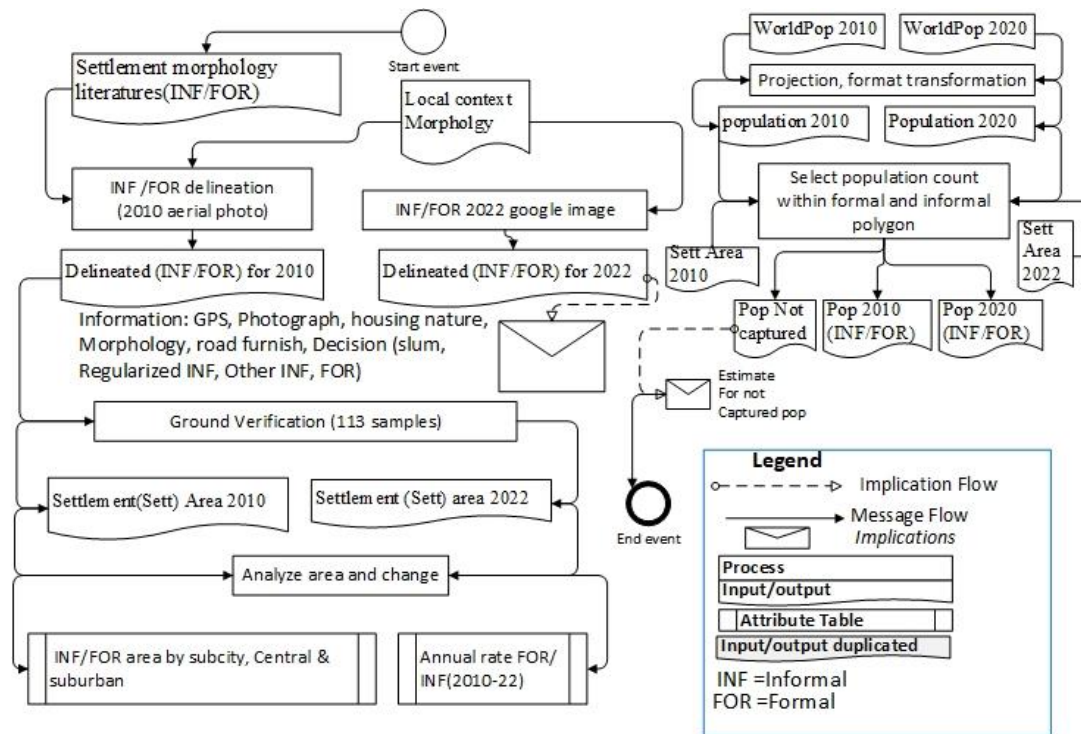 Start event
Settlement morphology
literatures(INF/FOR)
Local context
Morpholgy
INF /FOR delineation
(2010 aerial photo)
INF/FOR 2022 google image
Delineated (INF/FOR) for 2010
Delineated (INF/FOR) for 2022
Information: GPS, Photograph, housing nature,
Morphology, road furnish, Decision (slum,
Regularized INF, Other INF, FOR)
Ground Verification (113 samples)
Settlement(Sett) Area 2010
Settlement (Sett) area 2022
Analyze area and change
INF/FOR area by subcity, Central &
suburban
Annual rate FOR/
INF(2010-22)
WorldPop 2010
WorldPop 2020
Projection, format transformation
population 2010
Population 2020
Select population count
within formal and informal
polygon
Sett Area
2010
Sett
Area
2022
Pop Not
captured
Pop 2010
(INF/FOR)
Pop 2020
(INF/FOR)
Estimate
For not
Captured pop
End event
Legend
Implication Flow
Message Flow
Implications
Process
Input/output
Attribute Table
Input/output duplicated
INF =Informal
FOR =Formal